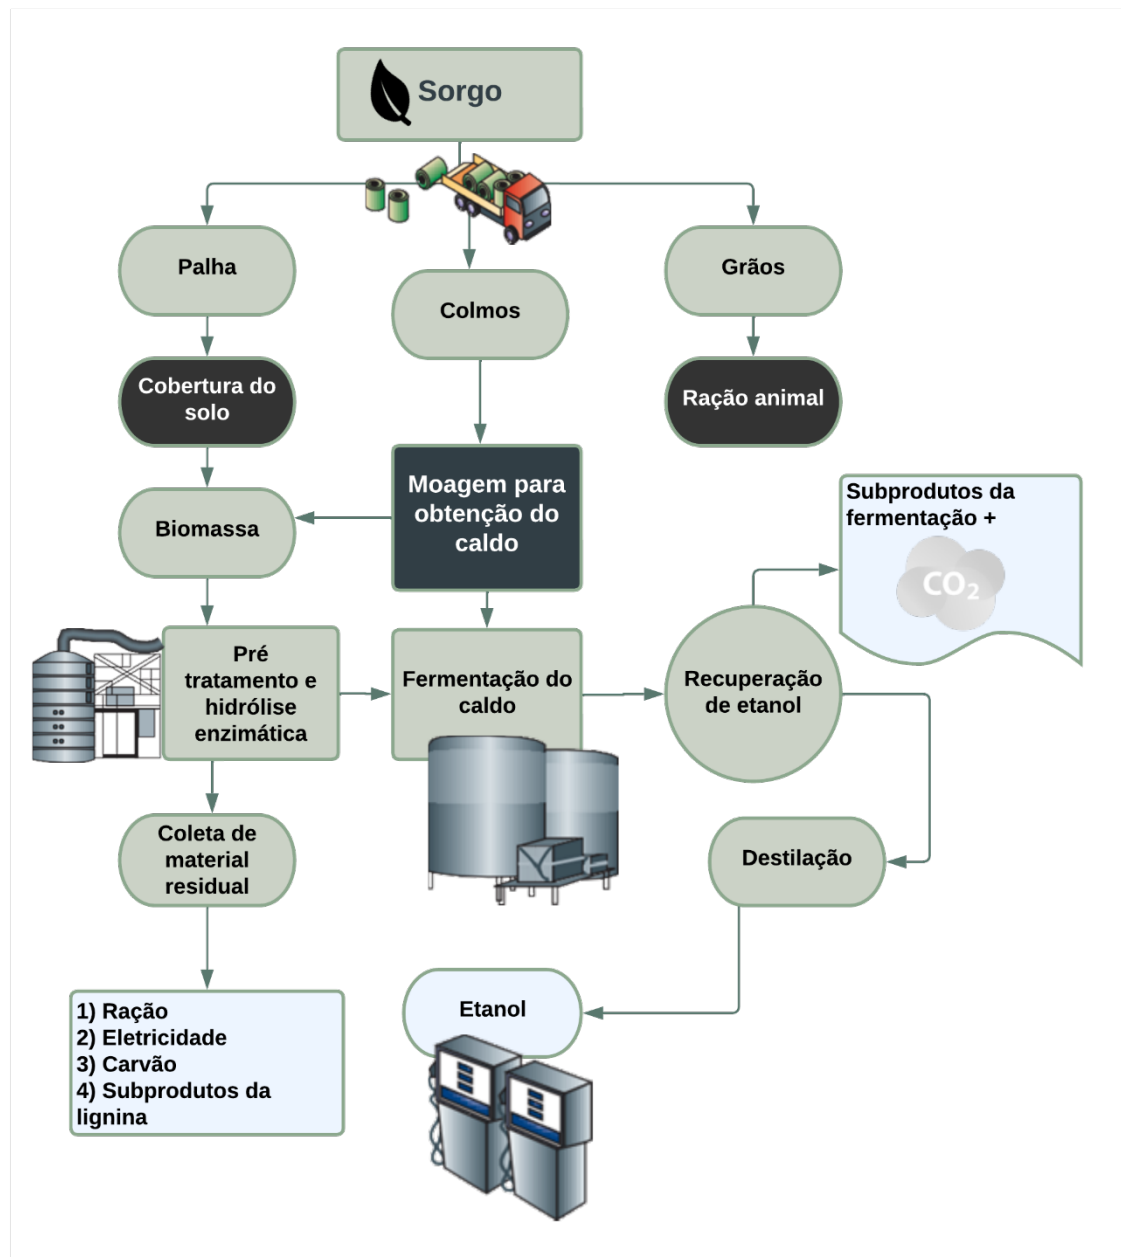 Sorgo
Palha
Colmos
Grãos
Cobertura do
solo
Ração animal
Moagem para
obtenção do
caldo
Biomassa
Subprodutos da
fermentação +
CO₂
Pré
tratamento e
hidrólise
enzimática
Fermentação do
caldo
Recuperação
de etanol
Coleta de
material
residual
Destilação
1) Ração
2) Eletricidade
3) Carvão
4) Subprodutos da
lignina
Etanol